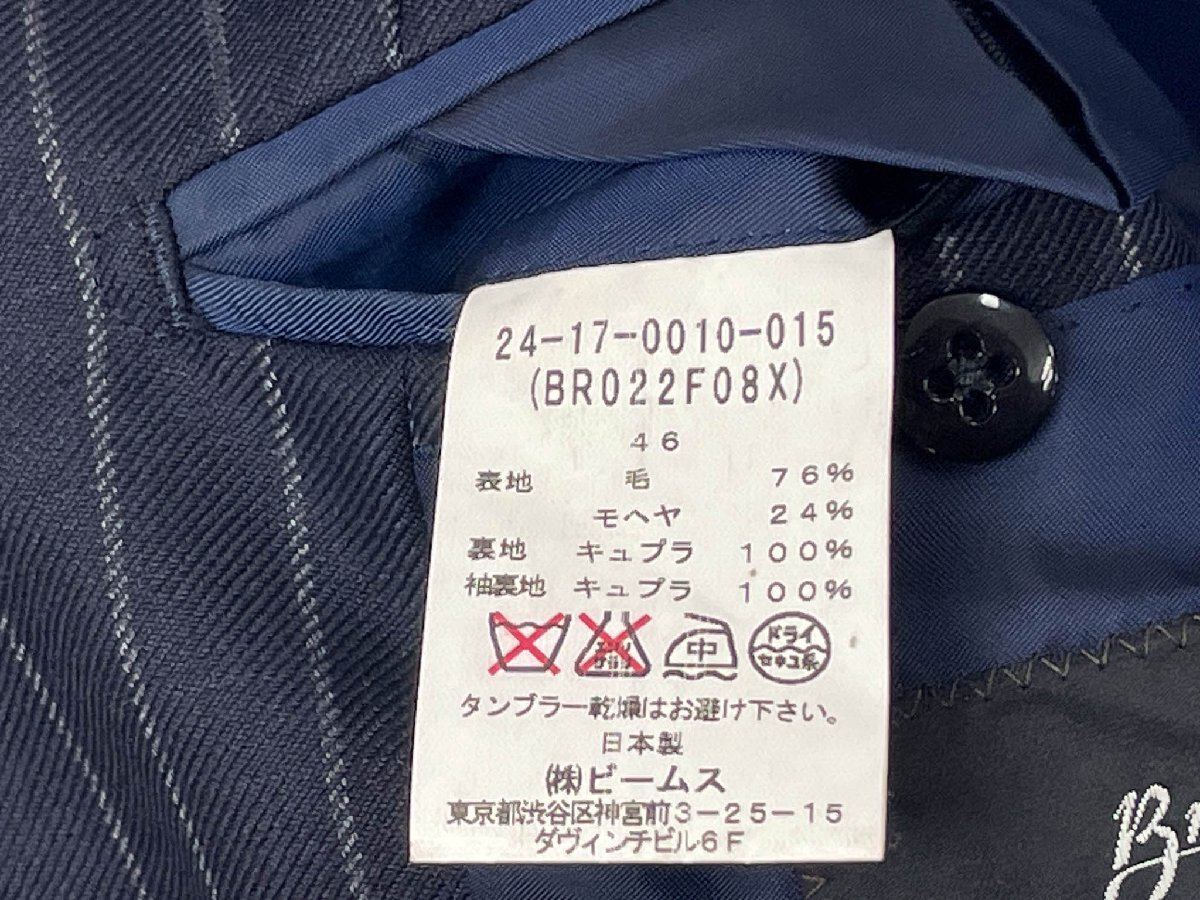 24-17-0010-015
(BR022F08X)
46
表地 毛 76%
モヘヤ 24%
裏地 キュプラ 100%
袖裏地 キュプラ 100%
中 ドライ
セキユ系
タンブラー乾燥はお避け下さい。
日本製
㈱ビームス
東京都渋谷区神宮前3-25-15
ダヴィンチビル6F